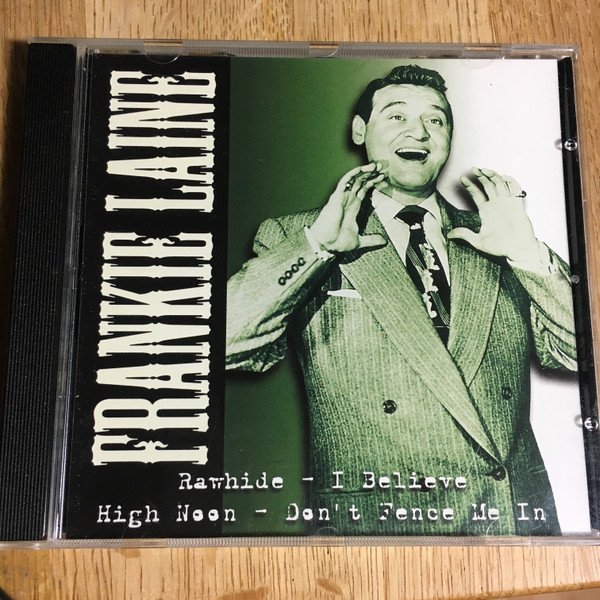 FRANKIE LAINE
Rawhide - I Believe
High Noon - Don't Fence Me In